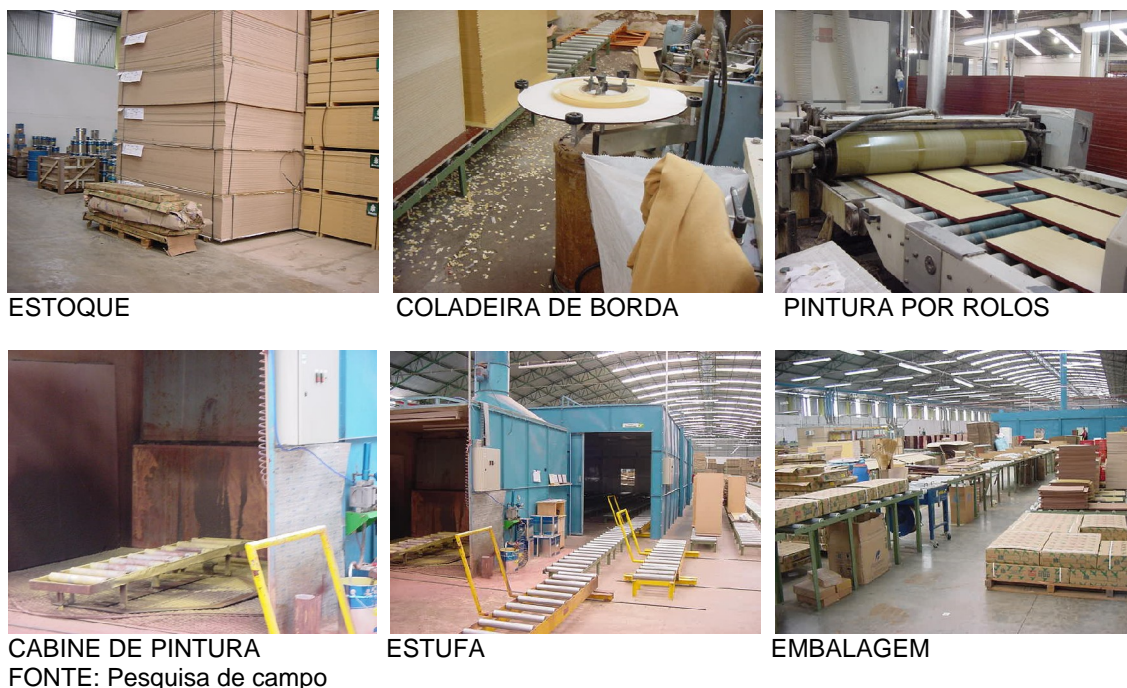 ESTOQUE
COLADEIRA DE BORDA
PINTURA POR ROLOS
CABINE DE PINTURA
ESTUFA
EMBALAGEM
FONTE: Pesquisa de campo